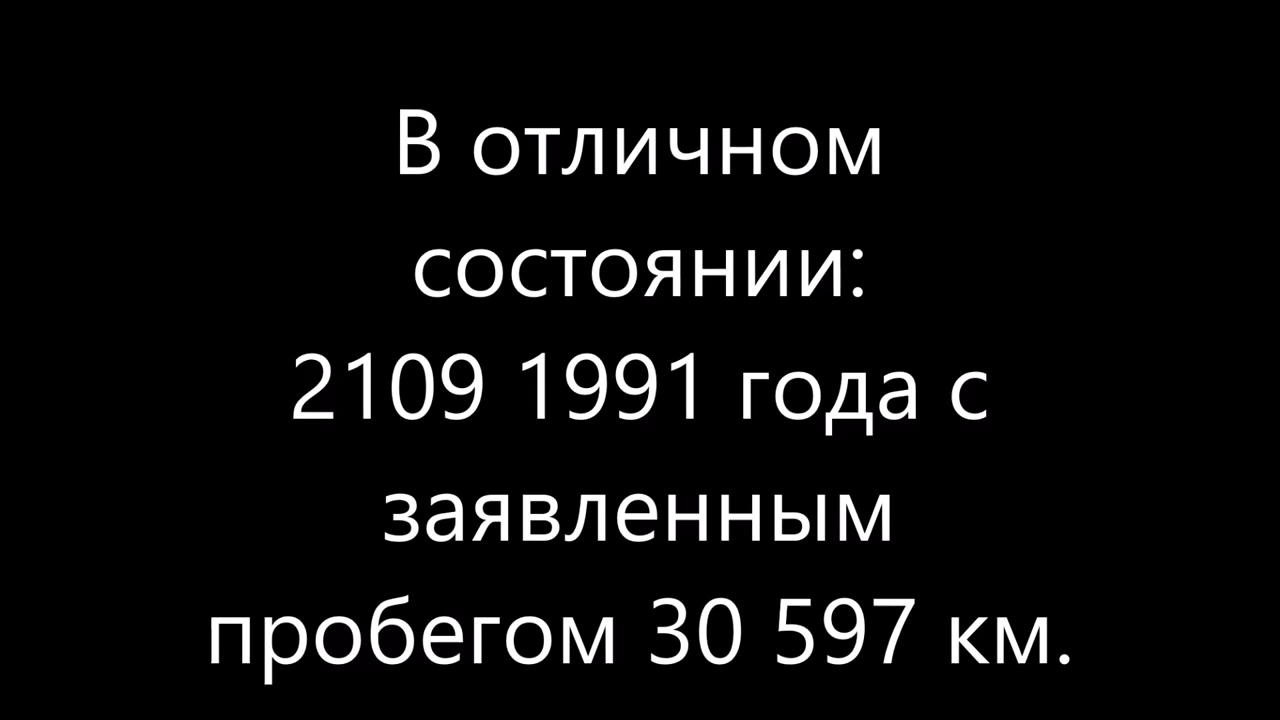 В отличном
состоянии:
2109 1991 года с
заявленным
пробегом 30 597 км.